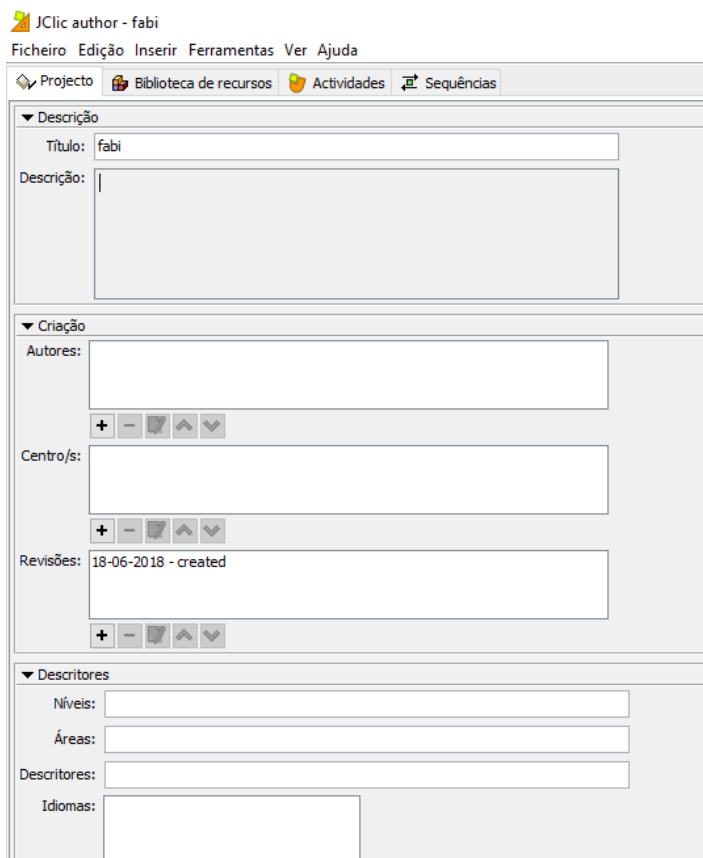 JClic author - fabi
Ficheiro Edição Inserir Ferramentas Ver Ajuda
Projecto Biblioteca de recursos Actividades Sequências
Descrição
Título: fabi
Descrição:
Criação
Autores:
Centro/s:
Revisões: 18-06-2018 - created
Descritores
Níveis:
Áreas:
Descritores:
Idiomas: